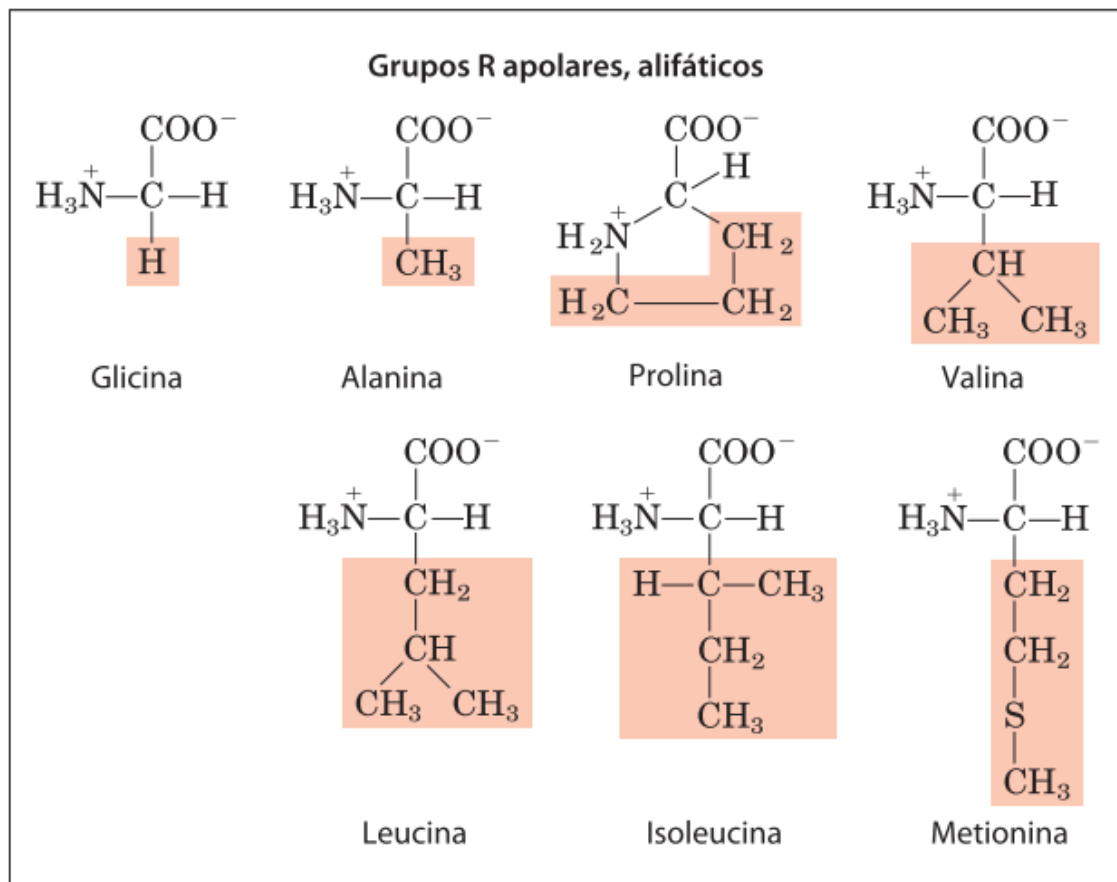 Grupos R apolares, alifáticos
COO⁻ COO⁻ COO⁻ COO⁻
H₃N⁺—C—H H₃N⁺—C—H C H H₃N⁺—C—H
H₂N⁺ CH₂
H CH₃ CH
H₂C CH₂
CH₃ CH₃
Glicina Alanina Prolina Valina
COO⁻ COO⁻ COO⁻
H₃N⁺—C—H H₃N⁺—C—H H₃N⁺—C—H
CH₂ H—C—CH₃ CH₂
CH CH₂ CH₂
CH₃ CH₃ CH₃ S
CH₃
Leucina Isoleucina Metionina